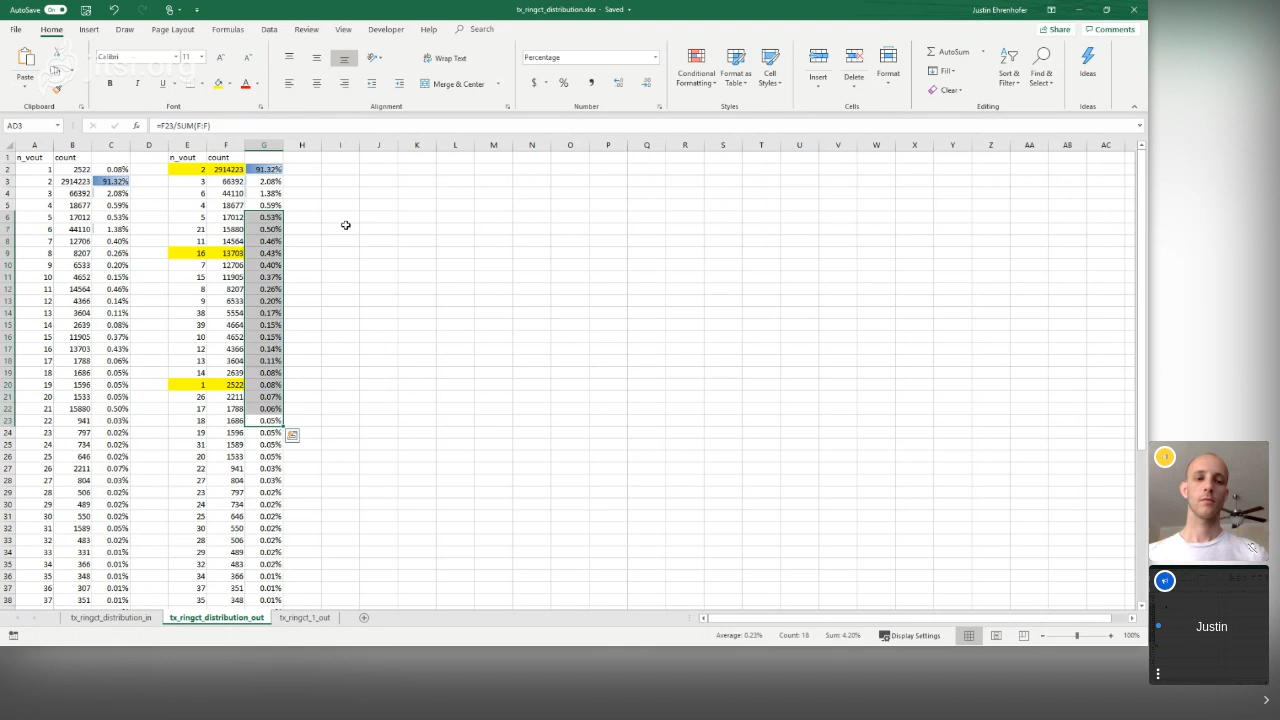 AutoSave On tx_ringct_distribution.xlsx - Saved Justin Ehrenhofer
File Home Insert Draw Page Layout Formulas Data Review View Developer Help Search Share Comments
Paste Calibri 11 Wrap Text Merge & Center Percentage Conditional Formatting Format as Table Cell Styles Insert Delete Format AutoSum Fill Clear Sort & Filter Find & Select Ideas
Clipboard Font Alignment Number Styles Cells Editing Ideas
AD3 fx =F23/SUM(F:F)
A B C D E F G H I J K L M N O P Q R S T U V W X Y Z AA AB AC
1 n_vout count n_vout count
2 1 2522 0.08% 2 2914223 91.32%
3 2 2914223 91.32% 3 66392 2.08%
4 3 66392 2.08% 6 44110 1.38%
5 4 18677 0.59% 4 18677 0.59%
6 5 17012 0.53% 5 17012 0.53%
7 6 44110 1.38% 21 15880 0.50%
8 7 12706 0.40% 11 14564 0.46%
9 8 8207 0.26% 16 13703 0.43%
10 9 6533 0.20% 7 12706 0.40%
11 10 4652 0.15% 15 11905 0.37%
12 11 14564 0.46% 8 8207 0.26%
13 12 4366 0.14% 9 6533 0.20%
14 13 3604 0.11% 38 5554 0.17%
15 14 2639 0.08% 39 4664 0.15%
16 15 11905 0.37% 10 4652 0.15%
17 16 13703 0.43% 12 4366 0.14%
18 17 1788 0.06% 13 3604 0.11%
19 18 1686 0.05% 14 2639 0.08%
20 19 1596 0.05% 1 2522 0.08%
21 20 1533 0.05% 26 2211 0.07%
22 21 15880 0.50% 17 1788 0.06%
23 22 941 0.03% 18 1686 0.05%
24 23 797 0.02% 19 1596 0.05%
25 24 734 0.02% 31 1589 0.05%
26 25 646 0.02% 20 1533 0.05%
27 26 2211 0.07% 22 941 0.03%
28 27 804 0.03% 27 804 0.03%
29 28 506 0.02% 23 797 0.02%
30 29 489 0.02% 24 734 0.02%
31 30 550 0.02% 25 646 0.02%
32 31 1589 0.05% 30 550 0.02%
33 32 483 0.02% 28 506 0.02%
34 33 331 0.01% 29 489 0.02%
35 34 366 0.01% 32 483 0.02%
36 35 348 0.01% 34 366 0.01%
37 36 307 0.01% 37 351 0.01%
38 37 351 0.01% 35 348 0.01%
tx_ringct_distribution_in tx_ringct_distribution_out tx_ringct_1_out
Average: 0.23% Count: 18 Sum: 4.20% Display Settings 100%
Justin